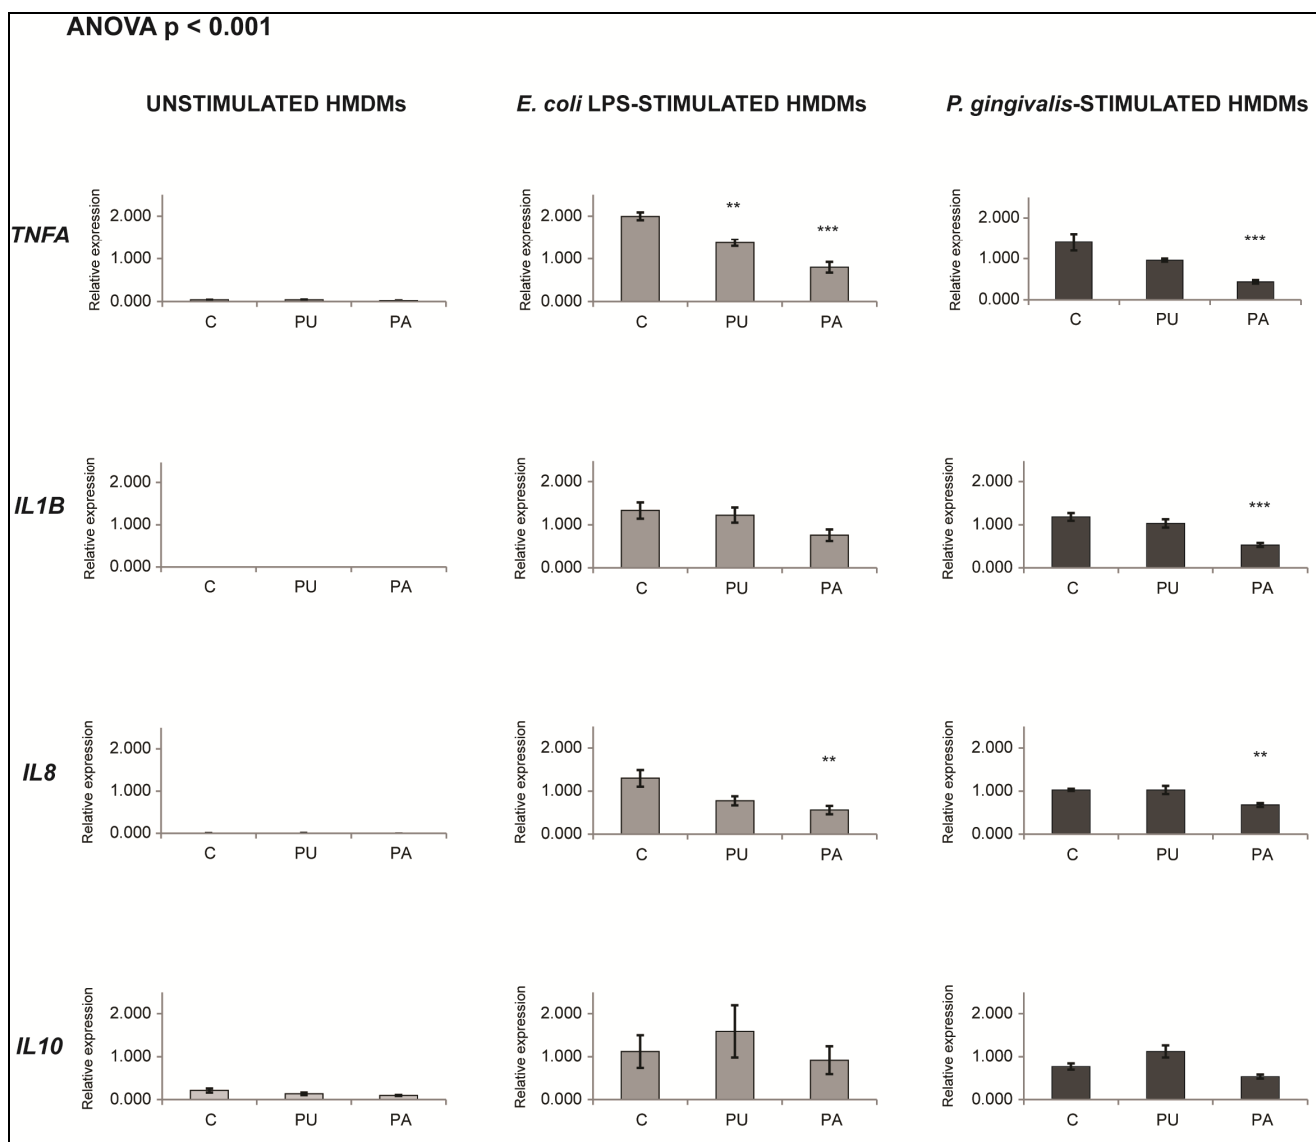 ANOVA p < 0.001
UNSTIMULATED HMDMs
E. coli LPS-STIMULATED HMDMs
P. gingivalis-STIMULATED HMDMs
TNFA
Relative expression
2.000
1.000
0.000
C PU PA
Relative expression
2.000
1.000
0.000
**
***
C PU PA
Relative expression
2.000
1.000
0.000
***
C PU PA
IL1B
Relative expression
2.000
1.000
0.000
C PU PA
Relative expression
2.000
1.000
0.000
C PU PA
Relative expression
2.000
1.000
0.000
***
C PU PA
IL8
Relative expression
2.000
1.000
0.000
C PU PA
Relative expression
2.000
1.000
0.000
**
C PU PA
Relative expression
2.000
1.000
0.000
**
C PU PA
IL10
Relative expression
2.000
1.000
0.000
C PU PA
Relative expression
2.000
1.000
0.000
C PU PA
Relative expression
2.000
1.000
0.000
C PU PA